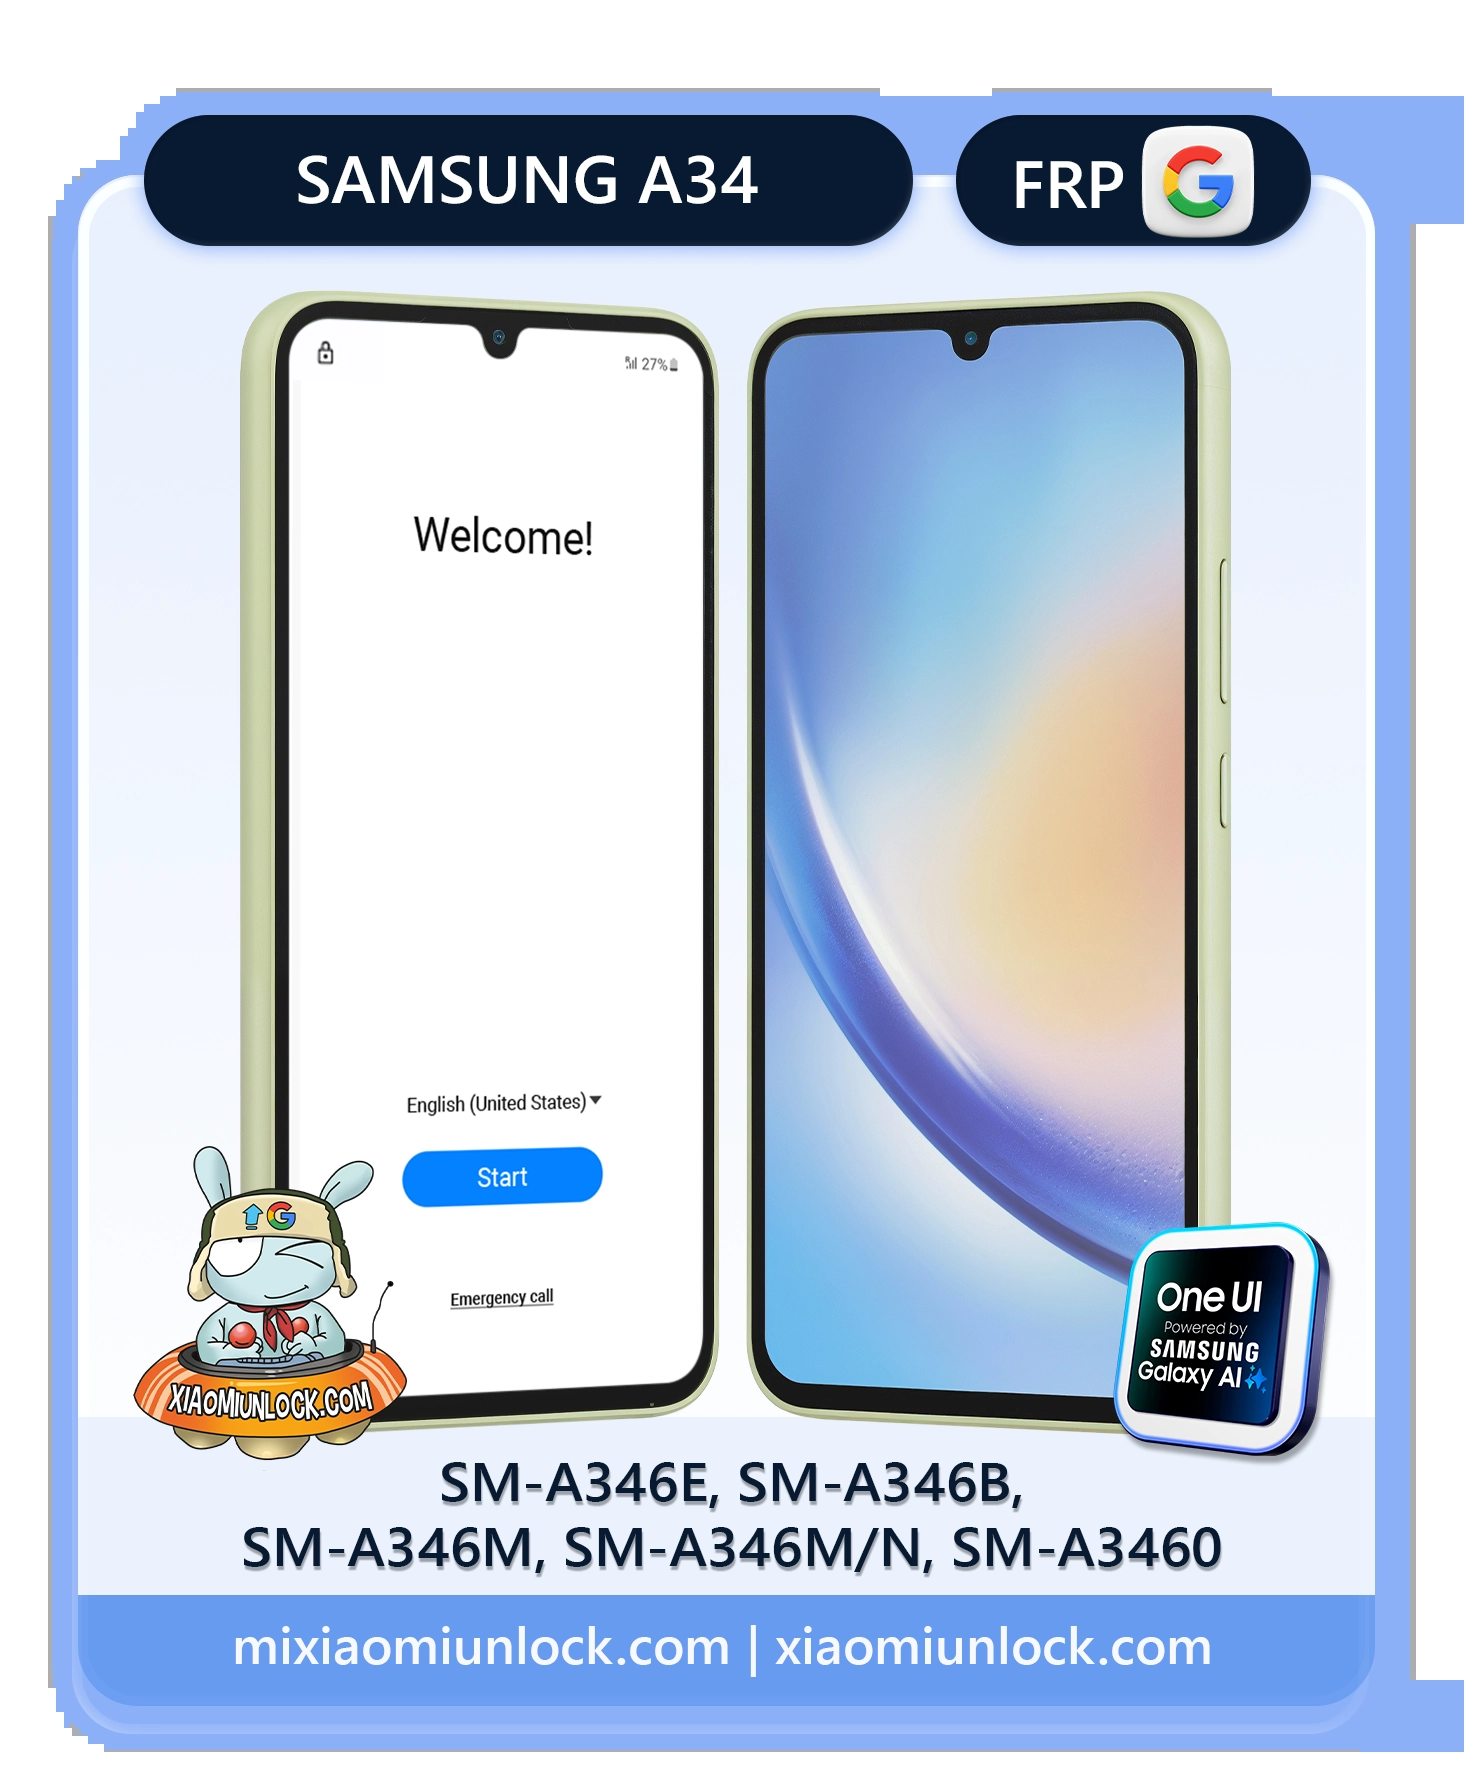 SAMSUNG A34
FRP G
27%
Welcome!
English (United States)
Start
Emergency call
G
XIAOMIUNLOCK.COM
One UI
Powered by
SAMSUNG
Galaxy AI
SM-A346E, SM-A346B,
SM-A346M, SM-A346M/N, SM-A3460
mixiaomiunlock.com | xiaomiunlock.com